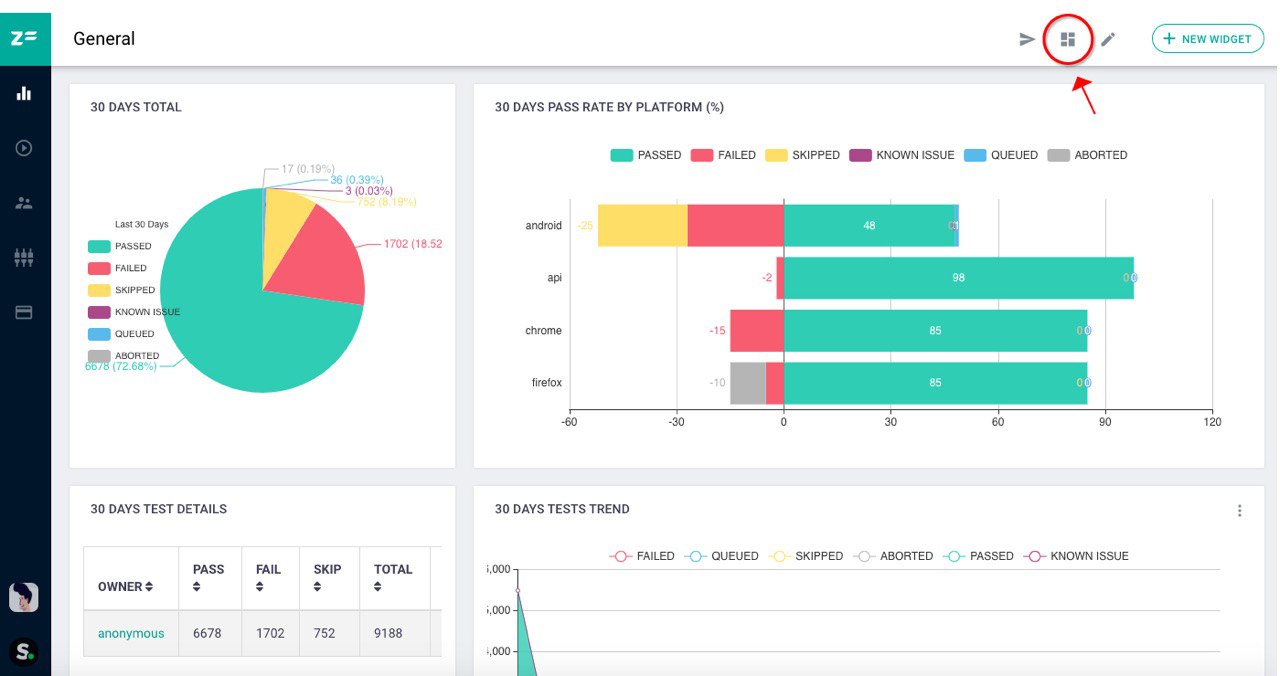 General
NEW WIDGET
30 DAYS TOTAL
17 (0.19%)
36 (0.39%)
3 (0.03%)
752 (8.19%)
1702 (18.52
Last 30 Days
PASSED
FAILED
SKIPPED
KNOWN ISSUE
QUEUED
ABORTED
6678 (72.68%)
30 DAYS PASS RATE BY PLATFORM (%)
PASSED FAILED SKIPPED KNOWN ISSUE QUEUED ABORTED
android -25 48
api -2 98 0 0
chrome -15 85 0 0
firefox -10 85 0 0
-60 -30 0 30 60 90 120
30 DAYS TEST DETAILS
OWNER PASS FAIL SKIP TOTAL
anonymous 6678 1702 752 9188
30 DAYS TESTS TREND
FAILED QUEUED SKIPPED ABORTED PASSED KNOWN ISSUE
,000
,000
,000
S.